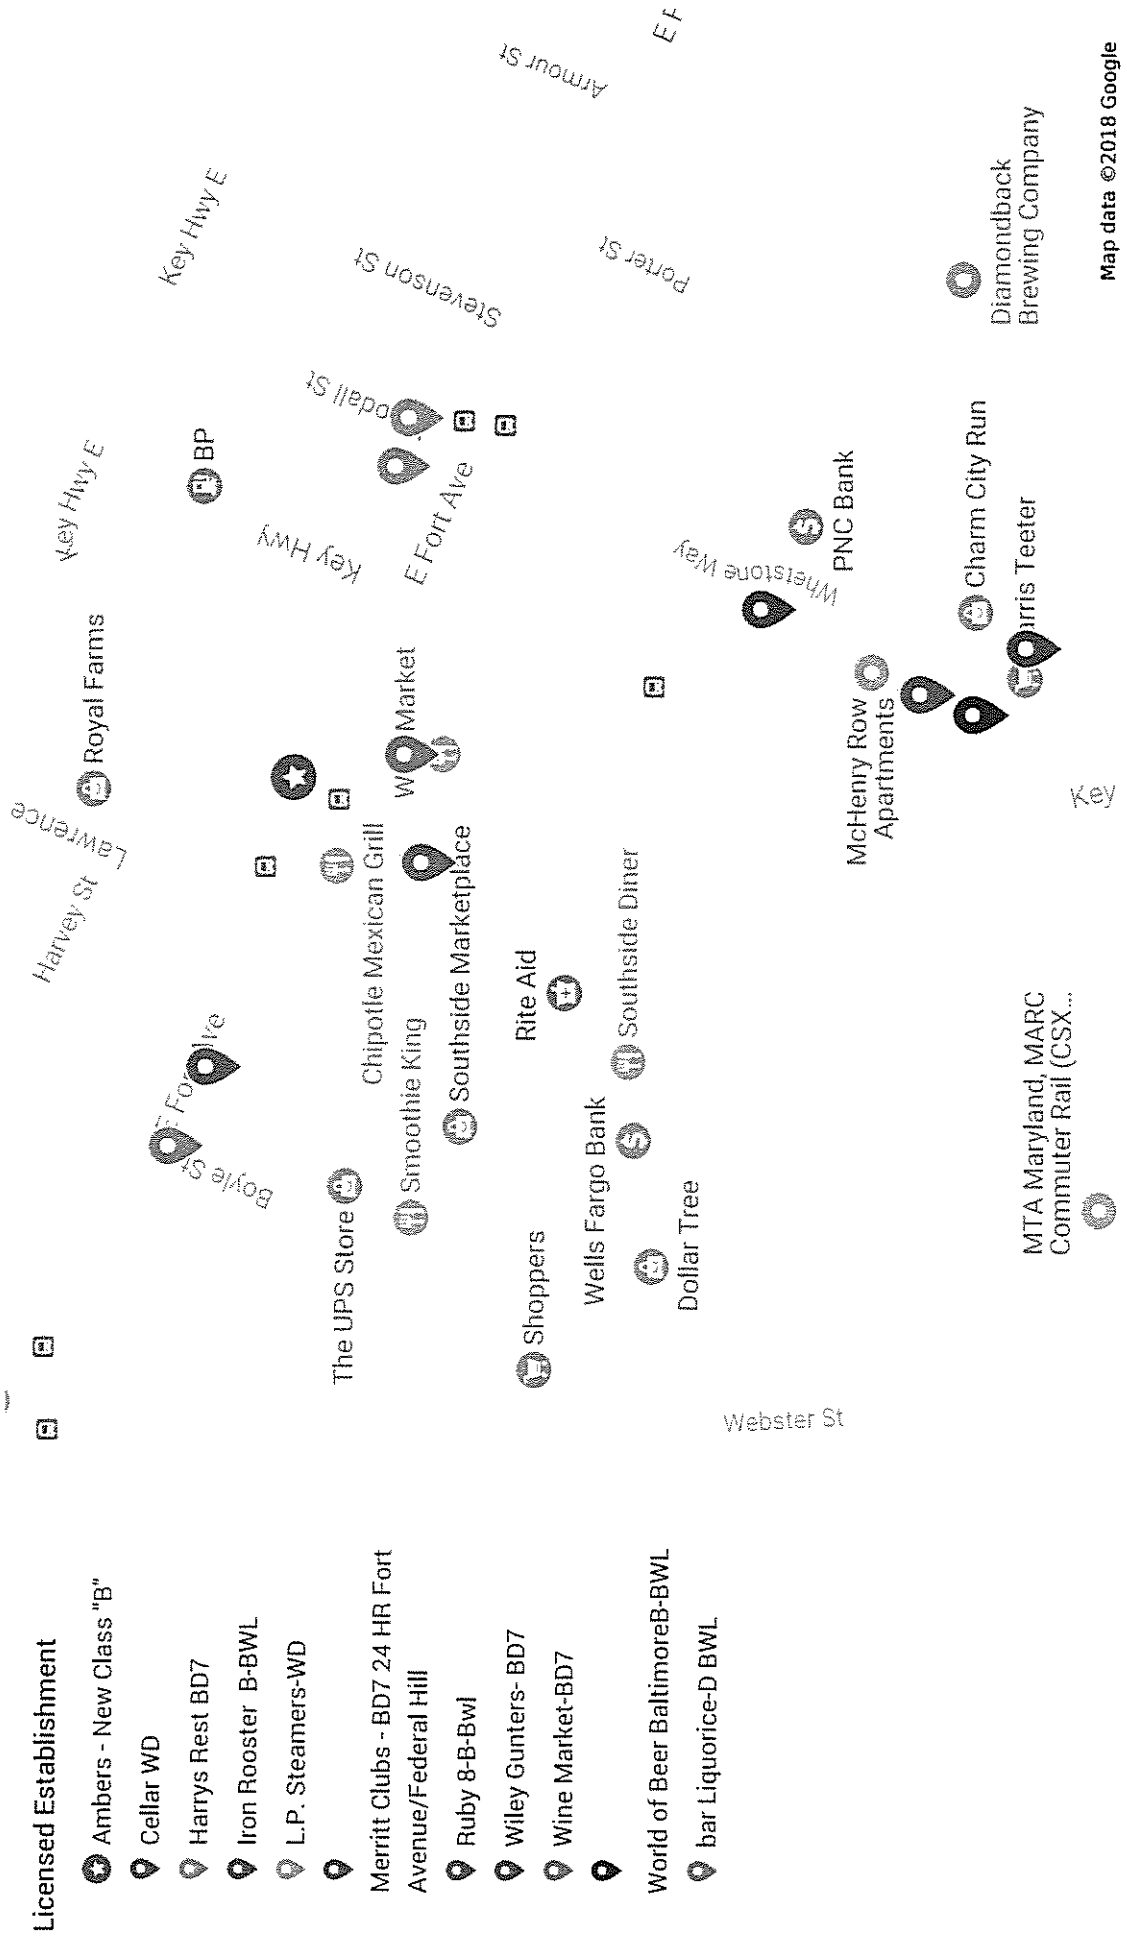 Licensed Establishment
Ambers - New Class "B"
Cellar WD
Harrys Rest BD7
Iron Rooster B-BWL
L.P. Steamers-WD
Merritt Clubs - BD7 24 HR Fort
Avenue/Federal Hill
Ruby 8-B-Bwl
Wiley Gunters- BD7
Wine Market-BD7
World of Beer BaltimoreB-BWL
bar Liquorice-D BWL
Harvey St
Lawrence
Royal Farms
Key Hwy E
Key Hwy E
BP
Boyle St
Key Hwy
odall St
Stevenson St
Armour St
The UPS Store
Chipotle Mexican Grill
Smoothie King
Southside Marketplace
Market
E Fort Ave
Shoppers
Rite Aid
Wells Fargo Bank
Southside Diner
Dollar Tree
Porter St
Whetstone Way
PNC Bank
Webster St
McHenry Row
Apartments
Charm City Run
arris Teeter
Diamondback
Brewing Company
MTA Maryland, MARC
Commuter Rail (CSX...
Key
Map data ©2018 Google